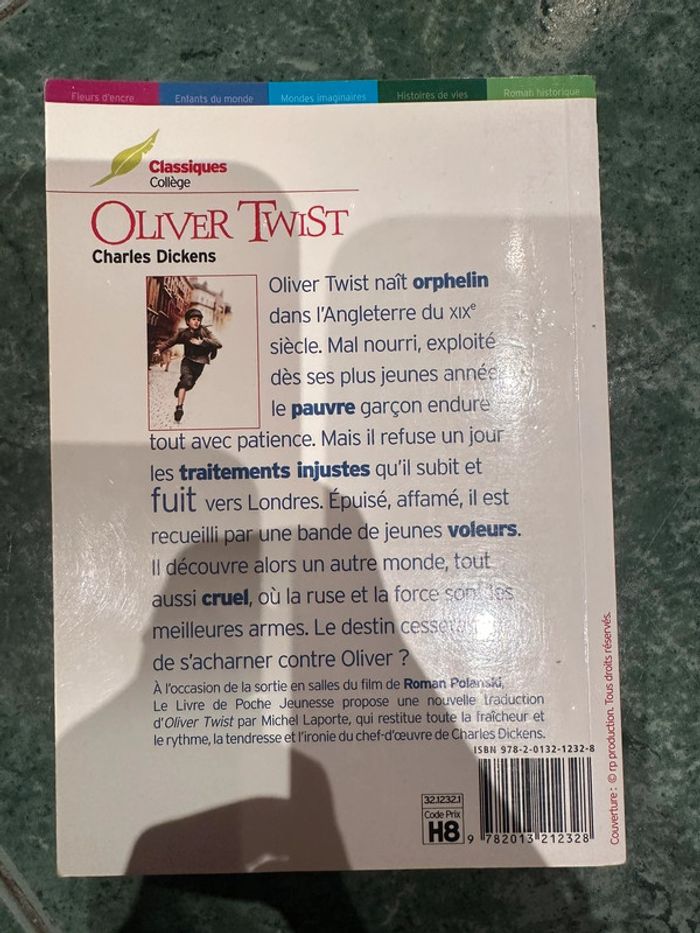 Fleurs d'encre Enfants du monde Mondes imaginaires Histoires de vies Roman historique
Classiques
Collège
OLIVER TWIST
Charles Dickens
Oliver Twist naît orphelin
dans l'Angleterre du XIXe
siècle. Mal nourri, exploité
dès ses plus jeunes année
le pauvre garçon endure
tout avec patience. Mais il refuse un jour
les traitements injustes qu'il subit et
fuit vers Londres. Épuisé, affamé, il est
recueilli par une bande de jeunes voleurs.
Il découvre alors un autre monde, tout
aussi cruel, où la ruse et la force sont les
meilleures armes. Le destin
de s'acharner contre Oliver ?
À l'occasion de la sortie en salles du film de Roman Polanski,
Le Livre de Poche Jeunesse propose une nouvelle traduction
d'Oliver Twist par Michel Laporte, qui restitue toute la fraîcheur et
le rythme, la tendresse et l'ironie du chef-d'œuvre de Charles Dickens.
ISBN 978-2-0132-1232-8
32.1232.1
Code Prix
H8
9 782013 212328
Couverture : © rp production. Tous droits réservés.